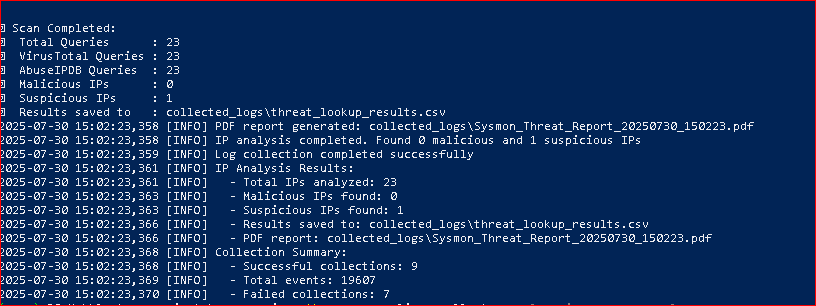 Scan Completed:
Total Queries : 23
VirusTotal Queries : 23
AbuseIPDB Queries : 23
Malicious IPs : 0
Suspicious IPs : 1
Results saved to : collected_logs\threat_lookup_results.csv
2025-07-30 15:02:23,358 [INFO] PDF report generated: collected_logs\Sysmon_Threat_Report_20250730_150223.pdf
2025-07-30 15:02:23,358 [INFO] IP analysis completed. Found 0 malicious and 1 suspicious IPs
2025-07-30 15:02:23,359 [INFO] Log collection completed successfully
2025-07-30 15:02:23,361 [INFO] IP Analysis Results:
2025-07-30 15:02:23,361 [INFO]   - Total IPs analyzed: 23
2025-07-30 15:02:23,363 [INFO]   - Malicious IPs found: 0
2025-07-30 15:02:23,363 [INFO]   - Suspicious IPs found: 1
2025-07-30 15:02:23,366 [INFO]   - Results saved to: collected_logs\threat_lookup_results.csv
2025-07-30 15:02:23,366 [INFO]   - PDF report: collected_logs\Sysmon_Threat_Report_20250730_150223.pdf
2025-07-30 15:02:23,368 [INFO] Collection Summary:
2025-07-30 15:02:23,368 [INFO]   - Successful collections: 9
2025-07-30 15:02:23,369 [INFO]   - Total events: 19607
2025-07-30 15:02:23,370 [INFO]   - Failed collections: 7